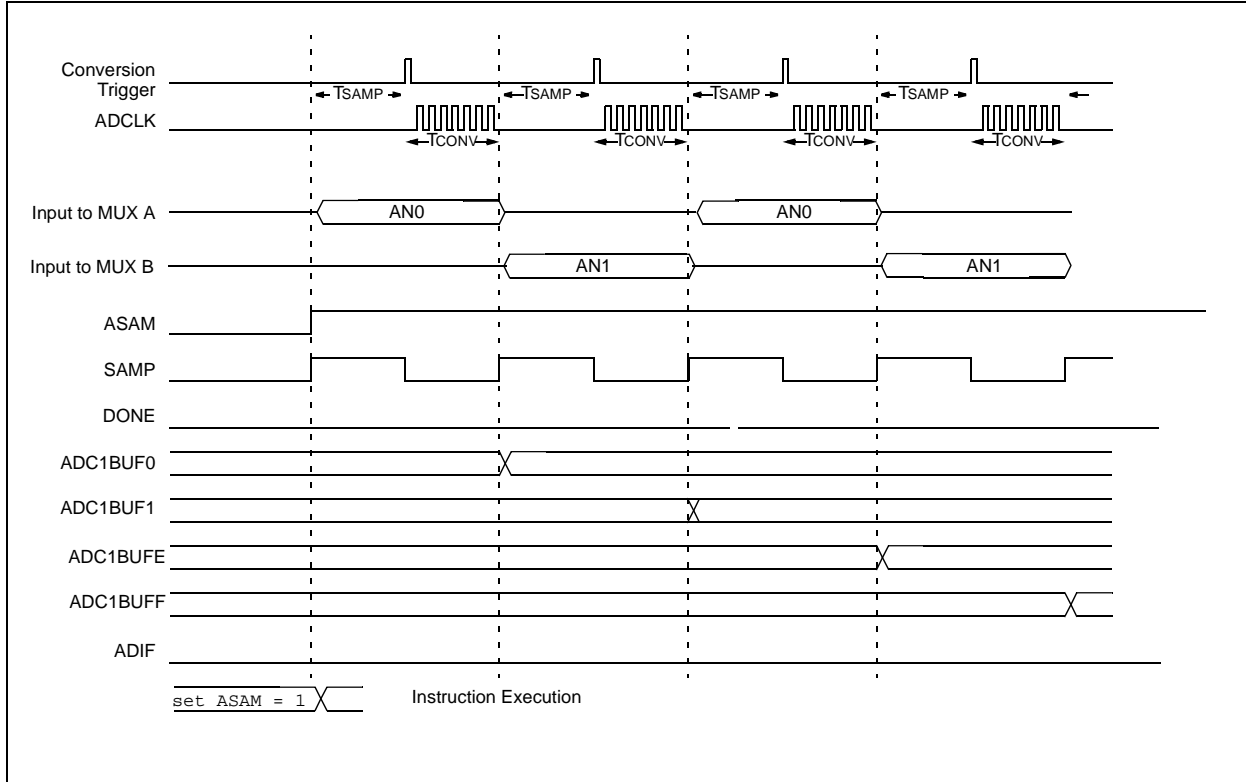 Conversion
Trigger
TSAMP TSAMP TSAMP TSAMP
ADCLK
TCONV TCONV TCONV TCONV
Input to MUX A AN0 AN0
Input to MUX B AN1 AN1
ASAM
SAMP
DONE
ADC1BUF0
ADC1BUF1
ADC1BUFE
ADC1BUFF
ADIF
set ASAM = 1 Instruction Execution